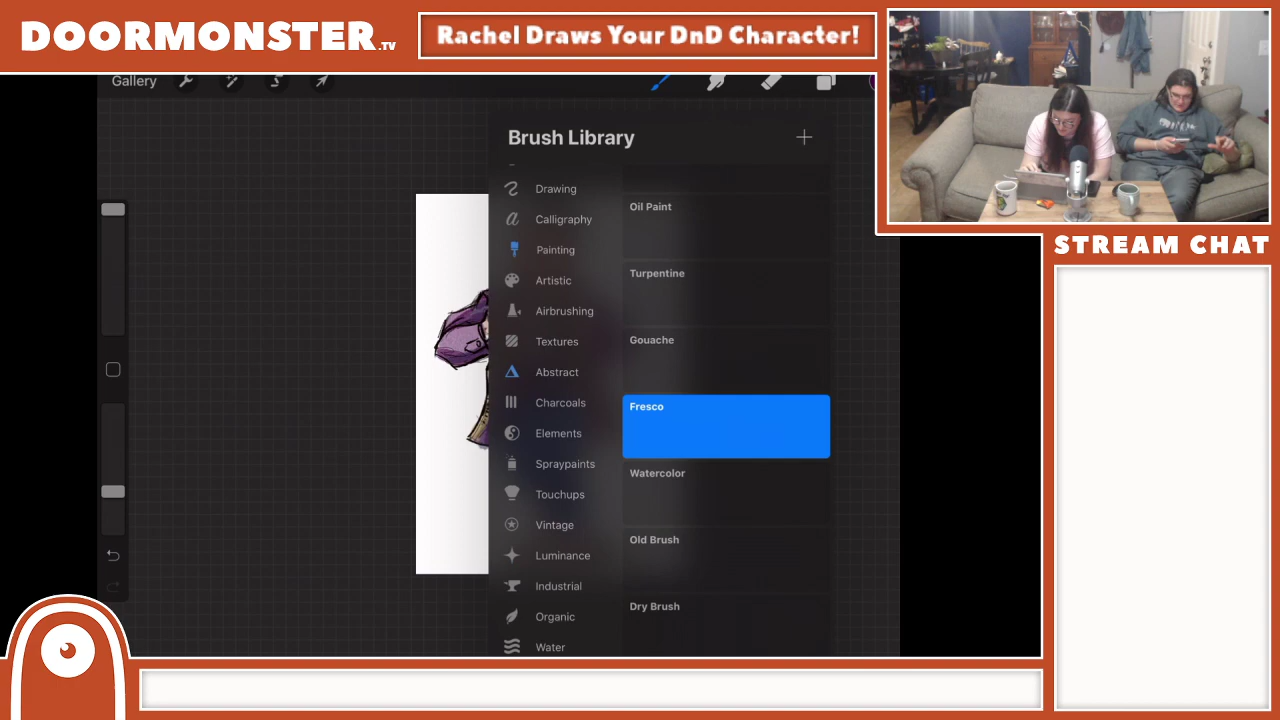 DOORMONSTER.TV
Rachel Draws Your DnD Character!
Gallery
Brush Library
Drawing
Calligraphy
Painting
Artistic
Airbrushing
Textures
Abstract
Charcoals
Elements
Spraypaints
Touchups
Vintage
Luminance
Industrial
Organic
Water
Oil Paint
Turpentine
Gouache
Fresco
Watercolor
Old Brush
Dry Brush
STREAM CHAT